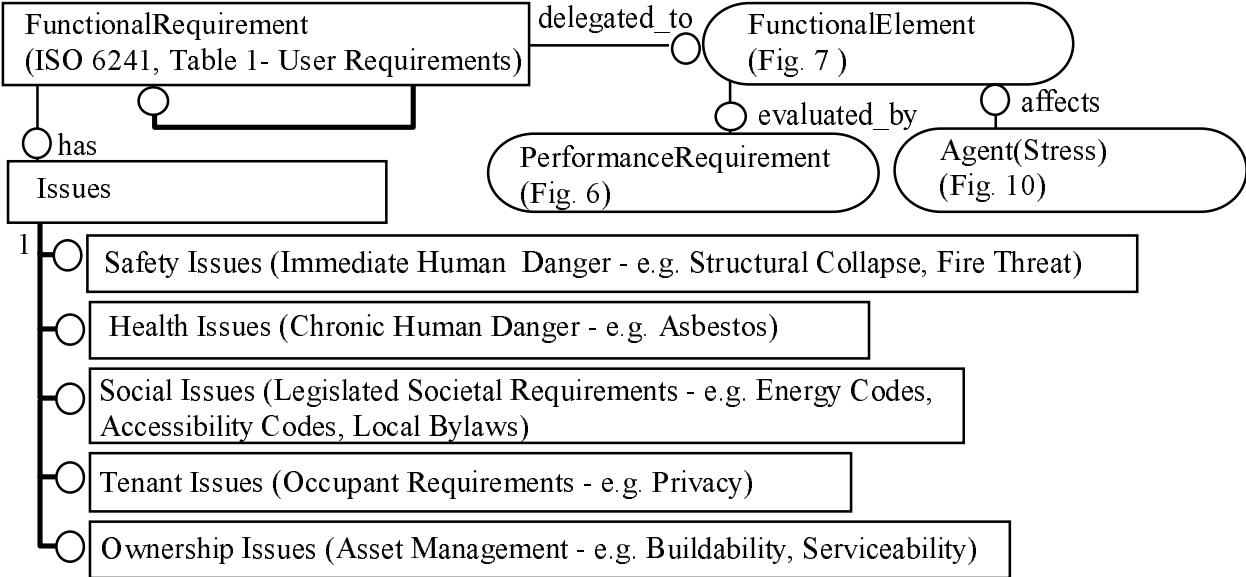 FunctionalRequirement
(ISO 6241, Table 1- User Requirements)
delegated_to
FunctionalElement
(Fig. 7 )
has
evaluated_by
affects
PerformanceRequirement
(Fig. 6)
Agent(Stress)
(Fig. 10)
Issues
1
Safety Issues (Immediate Human Danger - e.g. Structural Collapse, Fire Threat)
Health Issues (Chronic Human Danger - e.g. Asbestos)
Social Issues (Legislated Societal Requirements - e.g. Energy Codes,
Accessibility Codes, Local Bylaws)
Tenant Issues (Occupant Requirements - e.g. Privacy)
Ownership Issues (Asset Management - e.g. Buildability, Serviceability)